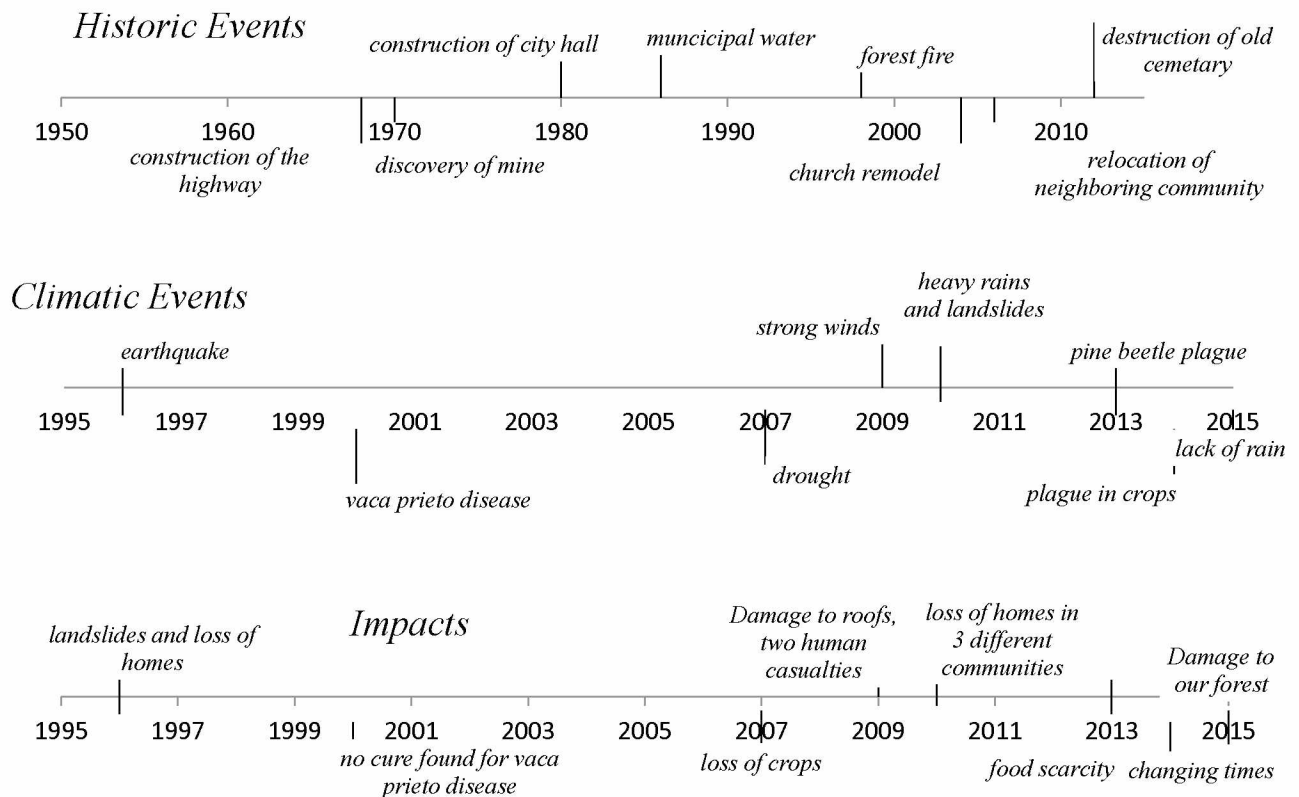 Historic Events
construction of city hall
muncicipal water
forest fire
destruction of old
cemetary
1950 1960 1970 1980 1990 2000 2010
construction of the
highway
discovery of mine
church remodel
relocation of
neighboring community
Climatic Events
earthquake
strong winds
heavy rains
and landslides
pine beetle plague
1995 1997 1999 2001 2003 2005 2007 2009 2011 2013 2015
vaca prieto disease
drought
plague in crops
lack of rain
Impacts
landslides and loss of
homes
Damage to roofs,
two human
casualties
loss of homes in
3 different
communities
Damage to
our forest
1995 1997 1999 2001 2003 2005 2007 2009 2011 2013 2015
no cure found for vaca
prieto disease
loss of crops
food scarcity
changing times